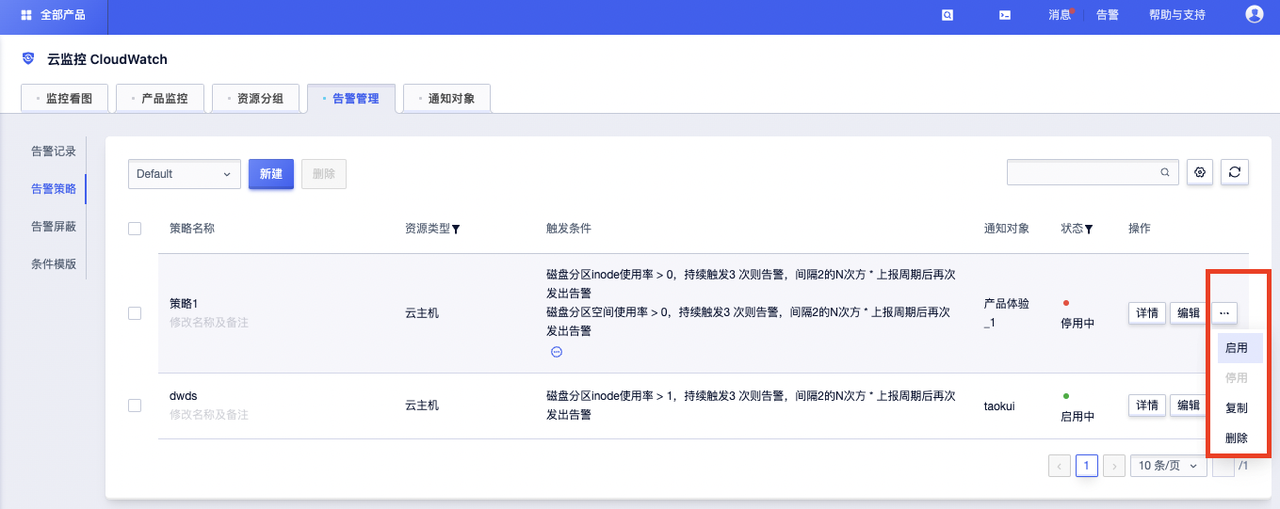 全部产品
消息
告警
帮助与支持
云监控 CloudWatch
监控看图
产品监控
资源分组
告警管理
通知对象
告警记录
告警策略
告警屏蔽
条件模版
Default
新建
删除
策略名称
资源类型
触发条件
通知对象
状态
操作
策略1
修改名称及备注
云主机
磁盘分区inode使用率 > 0，持续触发3 次则告警，间隔2的N次方 * 上报周期后再次
发出告警
磁盘分区空间使用率 > 0，持续触发3 次则告警，间隔2的N次方 * 上报周期后再次
发出告警
产品体验
_1
停用中
详情
编辑
...
启用
停用
复制
删除
dwds
修改名称及备注
云主机
磁盘分区inode使用率 > 1，持续触发3 次则告警，间隔2的N次方 * 上报周期后再次
发出告警
taokui
启用中
详情
编辑
1
10 条/页
/1